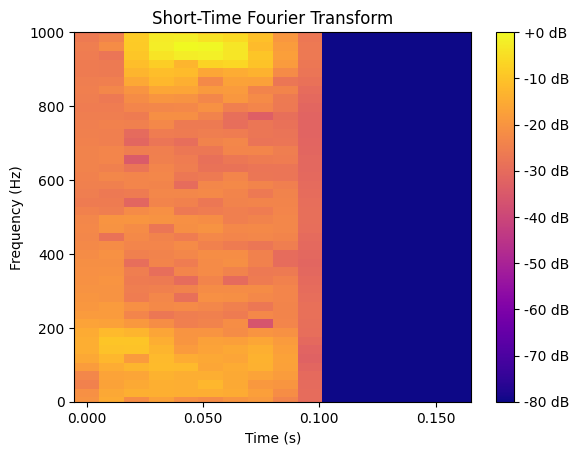 Short-Time Fourier Transform
1000
800
600
400
200
0
Frequency (Hz)
0.000
0.050
0.100
0.150
Time (s)
+0 dB
-10 dB
-20 dB
-30 dB
-40 dB
-50 dB
-60 dB
-70 dB
-80 dB